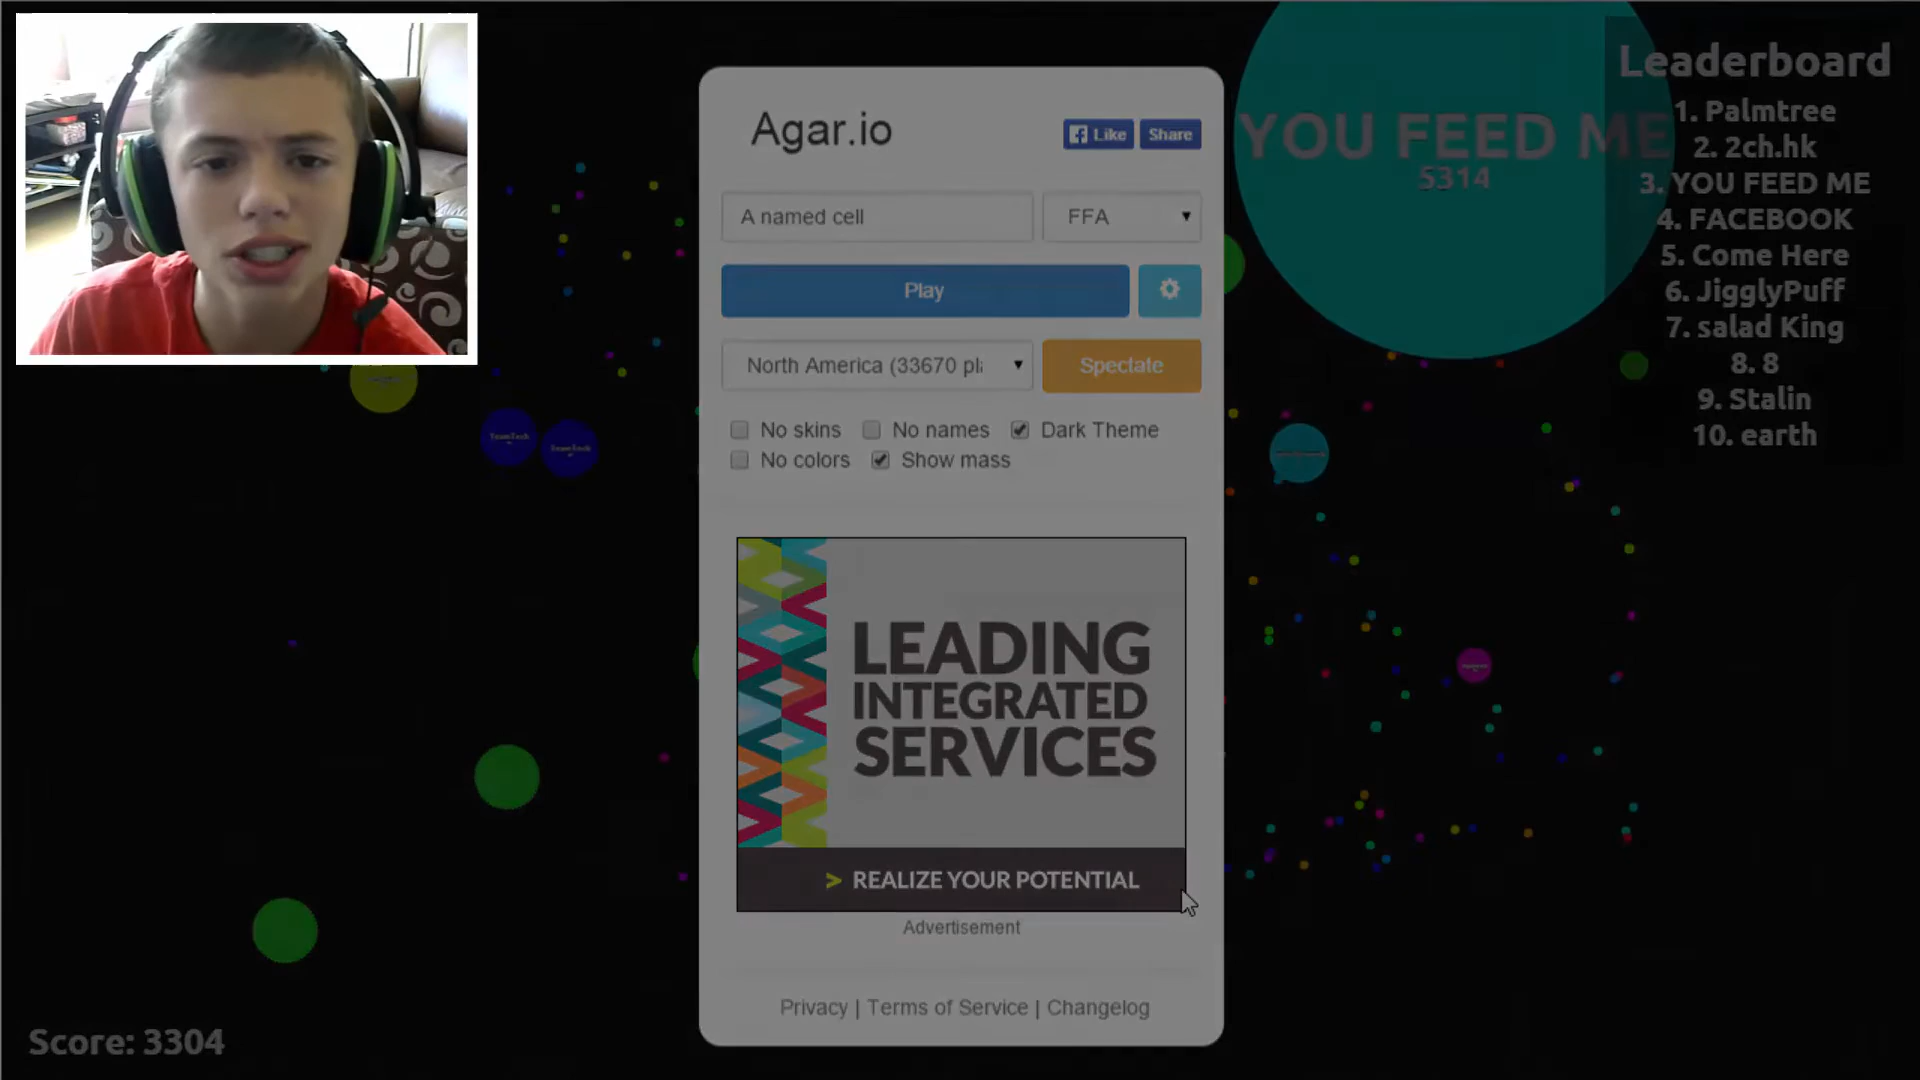 Agar.io
Like
Share
A named cell
FFA
Play
North America (33670 pl
Spectate
No skins
No names
Dark Theme
No colors
Show mass
LEADING
INTEGRATED
SERVICES
> REALIZE YOUR POTENTIAL
Advertisement
Privacy | Terms of Service | Changelog
YOU FEED ME
5314
Leaderboard
1. Palmtree
2. 2ch.hk
3. YOU FEED ME
4. FACEBOOK
5. Come Here
6. JigglyPuff
7. salad King
8. 8
9. Stalin
10. earth
TeamTech
TeamTech
Score: 3304